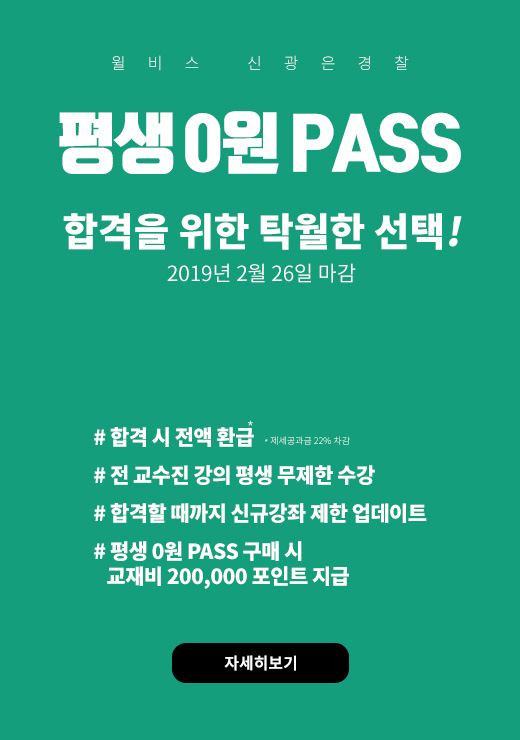 윌비스 신광은경찰
평생 0원 PASS
합격을 위한 탁월한 선택!
2019년 2월 26일 마감
# 합격 시 전액 환급* * 제세공과금 22% 차감
# 전 교수진 강의 평생 무제한 수강
# 합격할 때까지 신규강좌 제한 업데이트
# 평생 0원 PASS 구매 시
교재비 200,000 포인트 지급
자세히보기